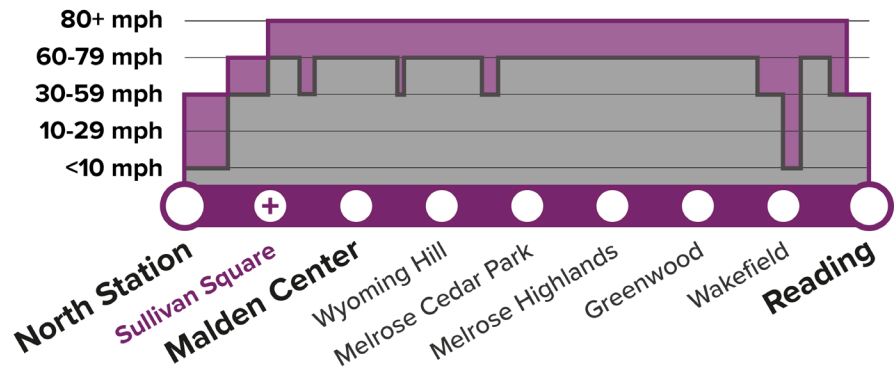 80+ mph
60-79 mph
30-59 mph
10-29 mph
<10 mph
+
North Station
Sullivan Square
Malden Center
Wyoming Hill
Melrose Cedar Park
Melrose Highlands
Greenwood
Wakefield
Reading